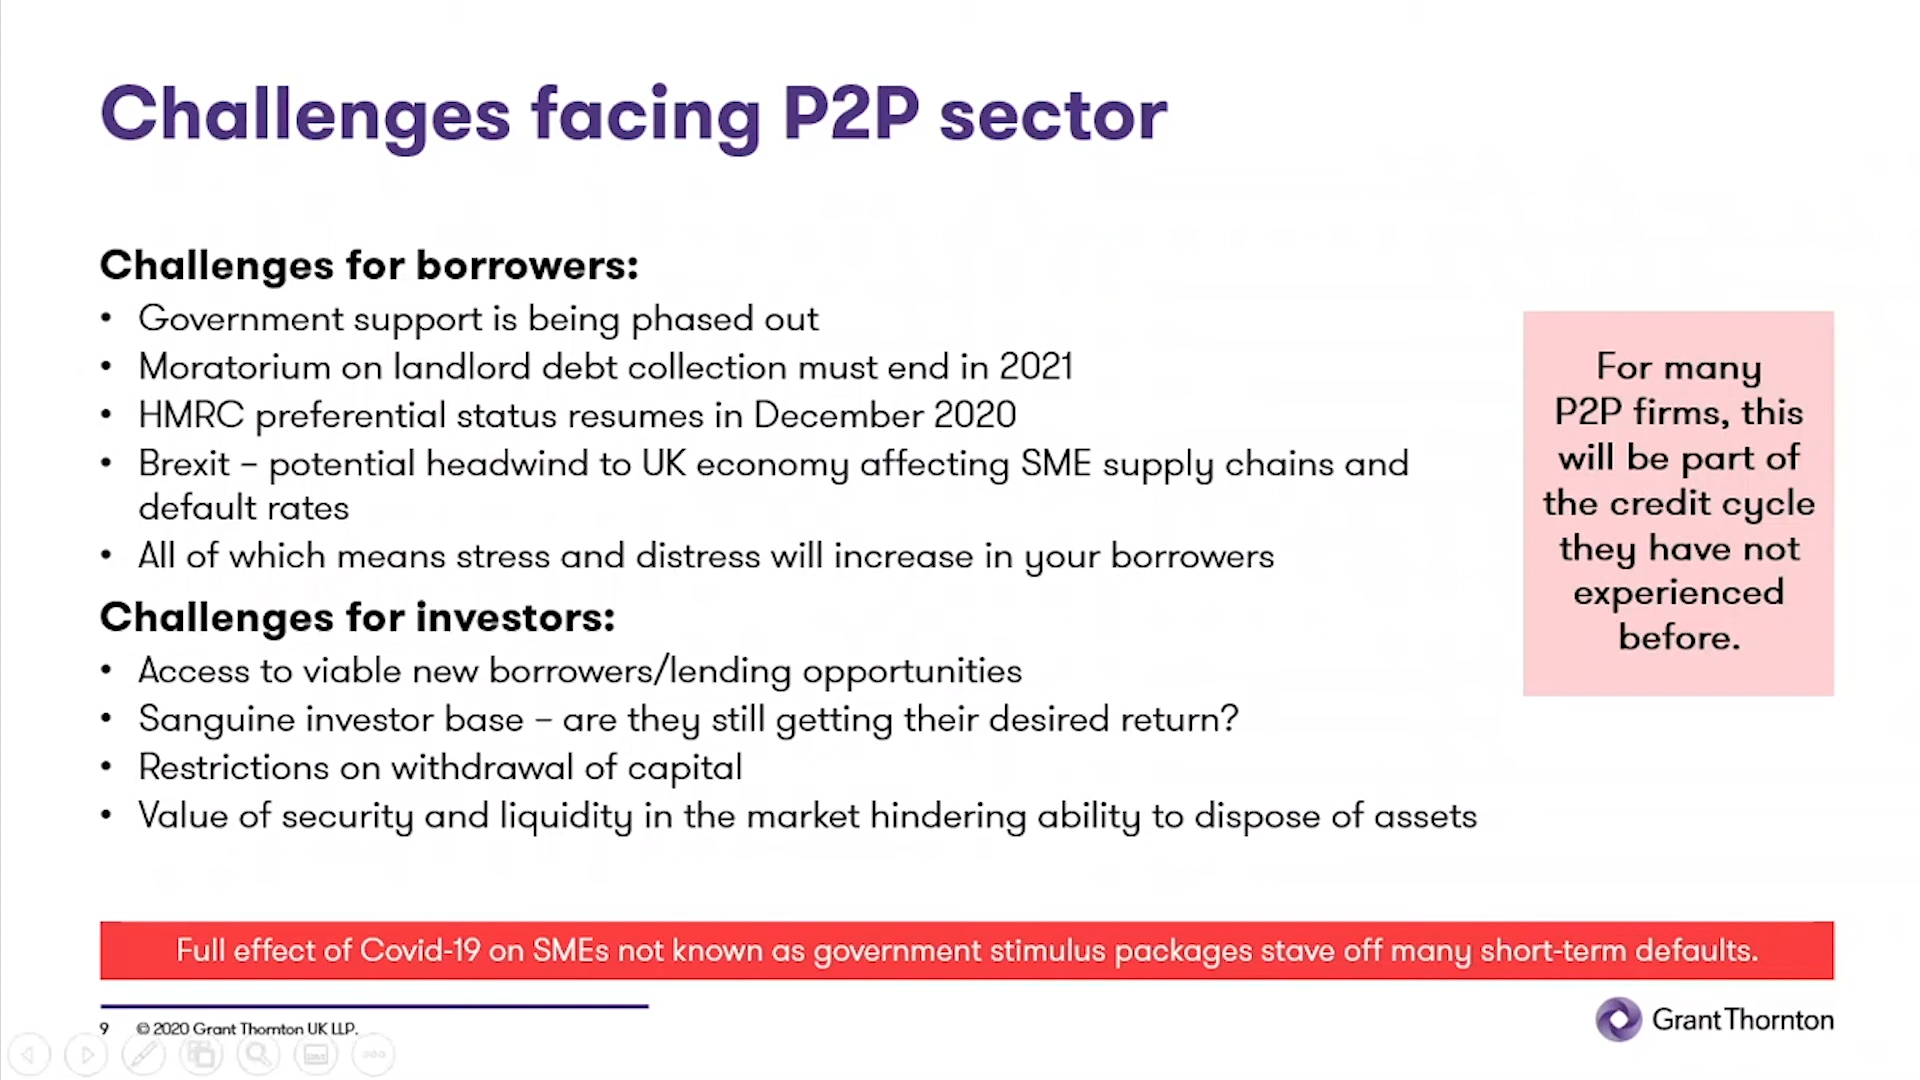 Challenges facing P2P sector
Challenges for borrowers:
• Government support is being phased out
• Moratorium on landlord debt collection must end in 2021
• HMRC preferential status resumes in December 2020
• Brexit – potential headwind to UK economy affecting SME supply chains and
default rates
• All of which means stress and distress will increase in your borrowers
Challenges for investors:
• Access to viable new borrowers/lending opportunities
• Sanguine investor base – are they still getting their desired return?
• Restrictions on withdrawal of capital
• Value of security and liquidity in the market hindering ability to dispose of assets
For many
P2P firms, this
will be part of
the credit cycle
they have not
experienced
before.
Full effect of Covid-19 on SMEs not known as government stimulus packages stave off many short-term defaults.
9 © 2020 Grant Thornton UK LLP.
Grant Thornton